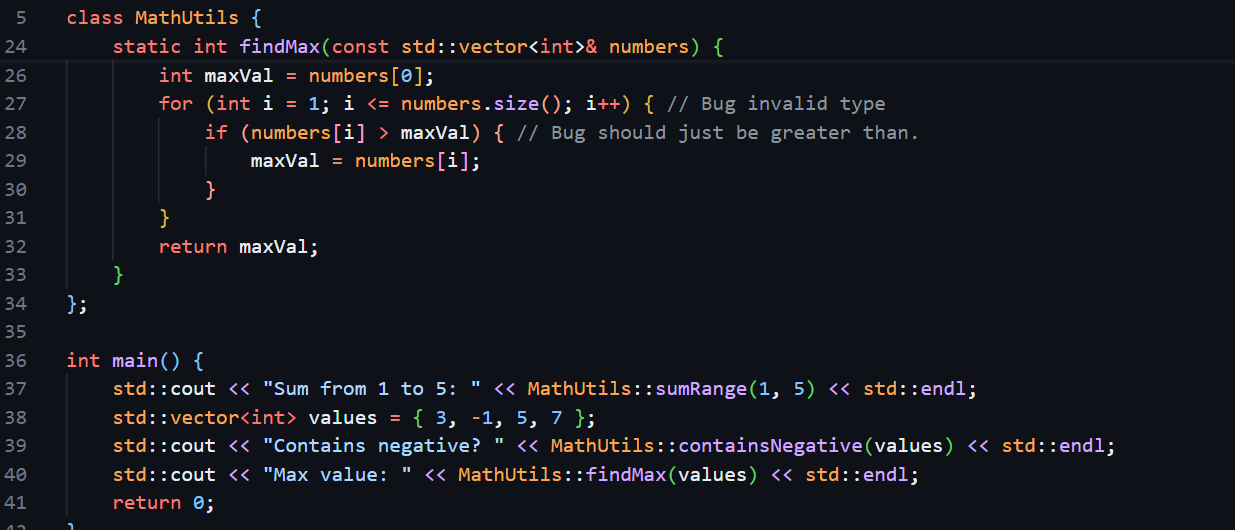 5 class MathUtils {
24 static int findMax(const std::vector<int>& numbers) {
26 int maxVal = numbers[0];
27 for (int i = 1; i <= numbers.size(); i++) { // Bug invalid type
28 if (numbers[i] > maxVal) { // Bug should just be greater than.
29 maxVal = numbers[i];
30 }
31 }
32 return maxVal;
33 }
34 };
35
36 int main() {
37 std::cout << "Sum from 1 to 5: " << MathUtils::sumRange(1, 5) << std::endl;
38 std::vector<int> values = { 3, -1, 5, 7 };
39 std::cout << "Contains negative? " << MathUtils::containsNegative(values) << std::endl;
40 std::cout << "Max value: " << MathUtils::findMax(values) << std::endl;
41 return 0;